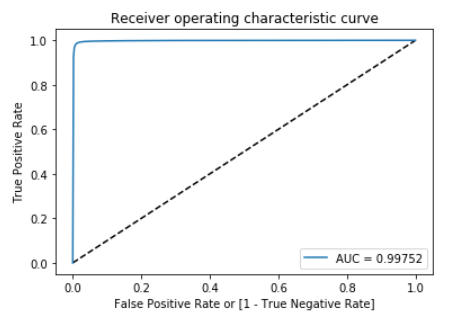 Receiver operating characteristic curve
1.0
0.8
0.6
0.4
0.2
0.0
True Positive Rate
AUC = 0.99752
0.0 0.2 0.4 0.6 0.8 1.0
False Positive Rate or [1 - True Negative Rate]